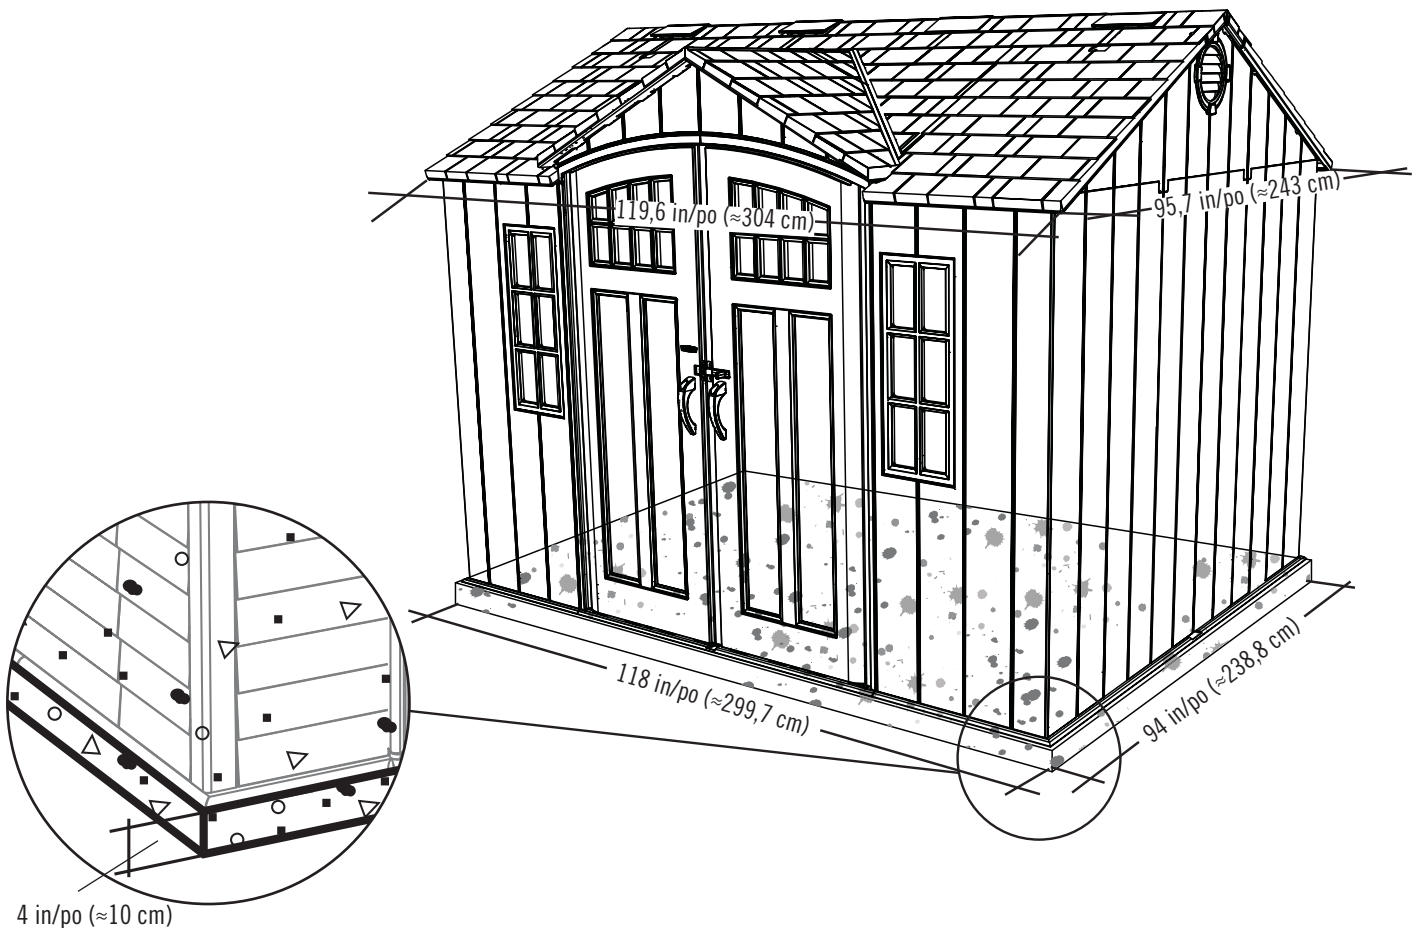 119,6 in/po (≈304 cm)
95,7 in/po (≈243 cm)
118 in/po (≈299,7 cm)
94 in/po (≈238,8 cm)
4 in/po (≈10 cm)